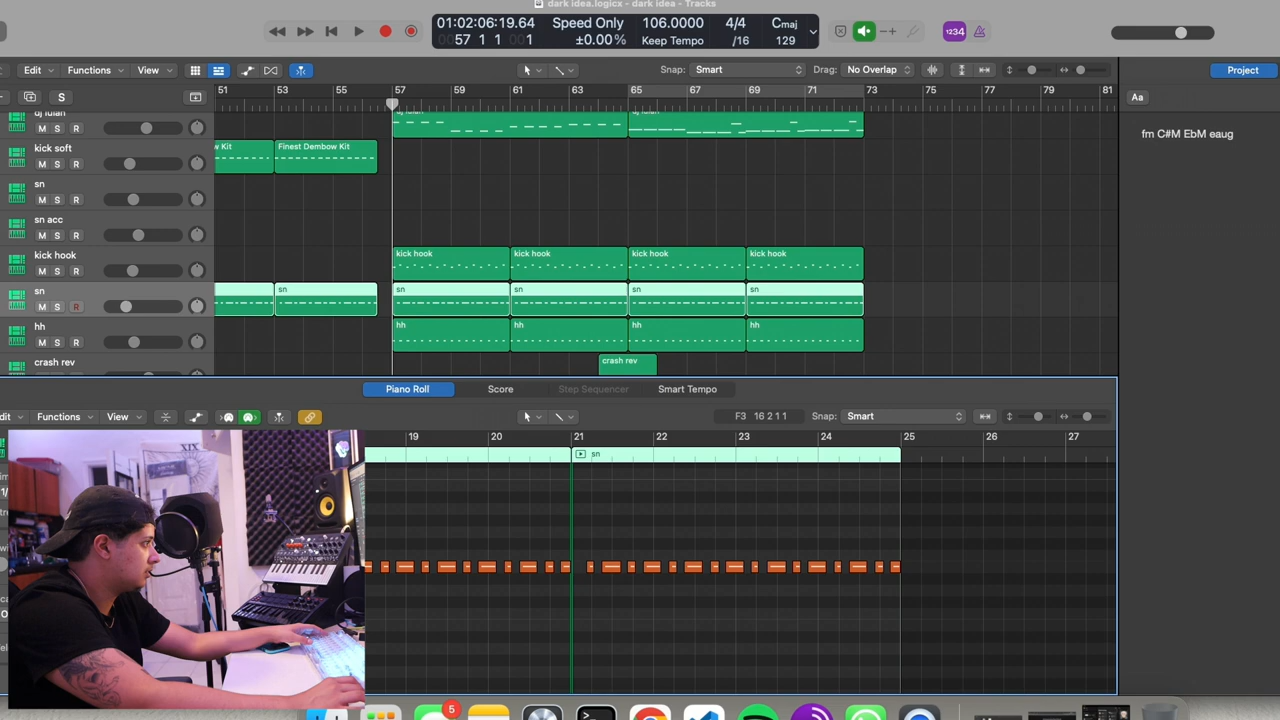 dark idea.logicx - dark idea - Tracks
01:02:06:19.64 Speed Only 106.0000 4/4 Cmaj
0057 1 1 001 ±0.00% Keep Tempo /16 129
1234
Edit Functions View Snap: Smart Drag: No Overlap Project
S 51 53 55 57 59 61 63 65 67 69 71 73 75 77 79 81
Aa
M S R
fm C#M EbM eaug
kick soft Finest Dembow Kit
M S R
sn
M S R
sn acc
M S R
kick hook kick hook kick hook kick hook kick hook
M S R
sn sn sn sn sn sn
M S R
hh hh hh hh hh
M S R
crash rev crash rev
Piano Roll Score Step Sequencer Smart Tempo
Functions View F3 16 2 1 1 Snap: Smart
19 20 21 22 23 24 25 26 27
sn
5